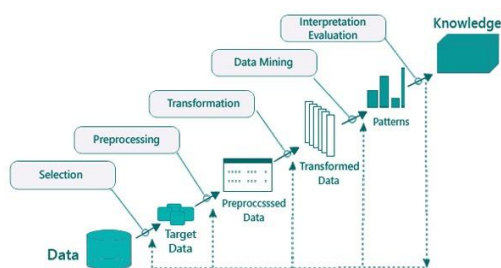 Knowledge
Interpretation
Evaluation
Data Mining
Patterns
Transformation
Transformed
Data
Preprocessing
Preproccsssed
Data
Selection
Target
Data
Data